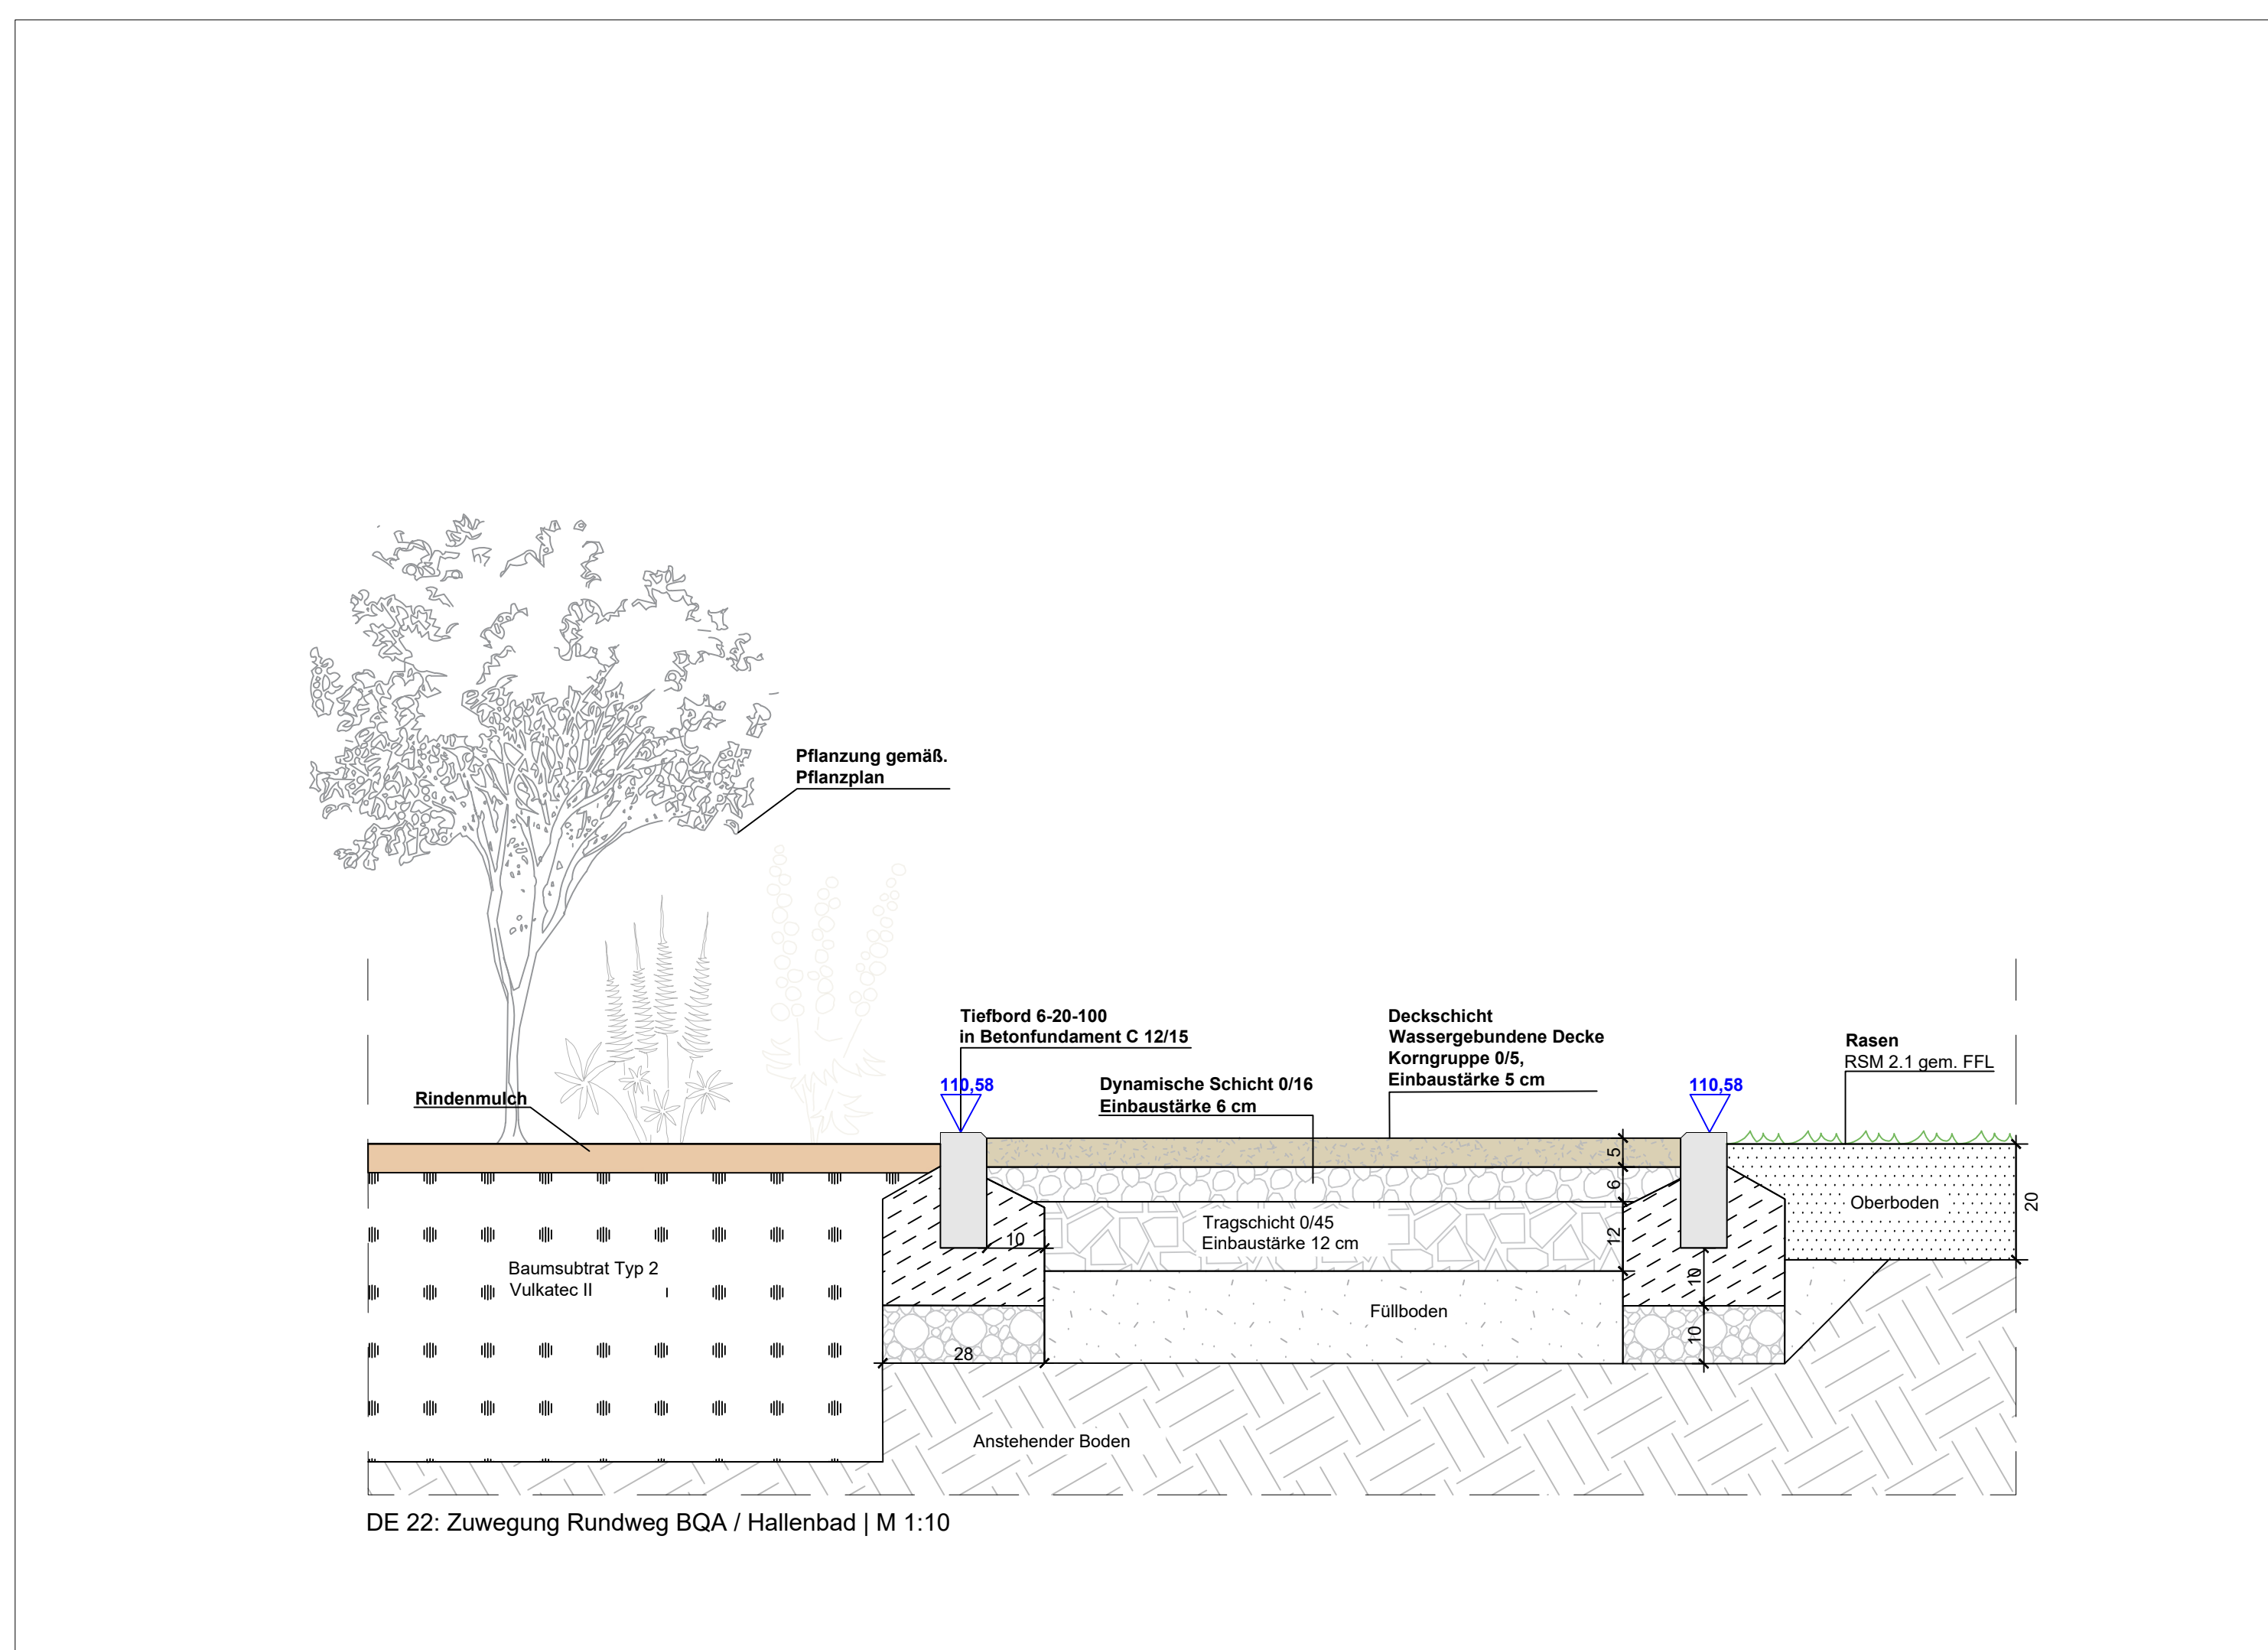 Pflanzung gemäß.
Pflanzplan
Tiefbord 6-20-100
in Betonfundament C 12/15
Deckschicht
Wassergebundene Decke
Korngruppe 0/5,
Einbaustärke 5 cm
Rasen
RSM 2.1 gem. FFL
Dynamische Schicht 0/16
Einbaustärke 6 cm
110,58
110,58
Rindenmulch
5
6
12
20
Oberboden
Tragschicht 0/45
Einbaustärke 12 cm
10
Baumsubtrat Typ 2
Vulkatec II
10
Füllboden
10
28
Anstehender Boden
DE 22: Zuwegung Rundweg BQA / Hallenbad | M 1:10